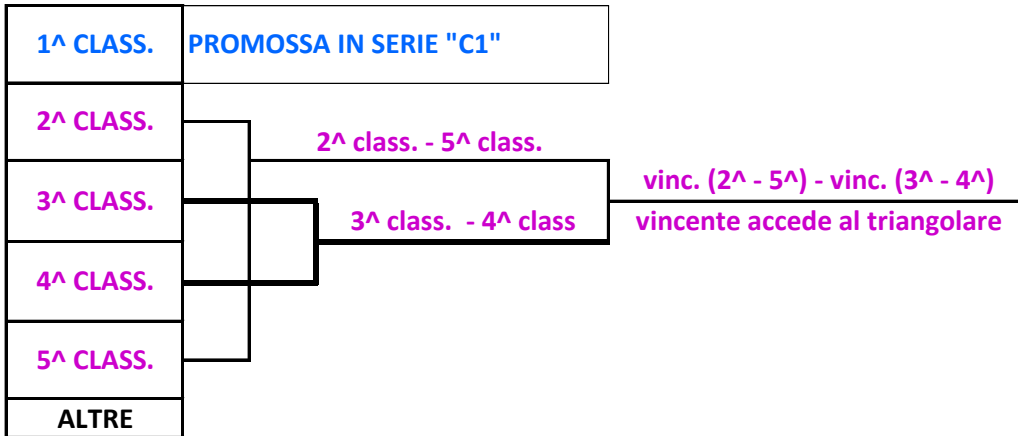 1^ CLASS.
PROMOSSA IN SERIE "C1"
2^ CLASS.
2^ class. - 5^ class.
3^ CLASS.
vinc. (2^ - 5^) - vinc. (3^ - 4^)
3^ class.  - 4^ class
vincente accede al triangolare
4^ CLASS.
5^ CLASS.
ALTRE